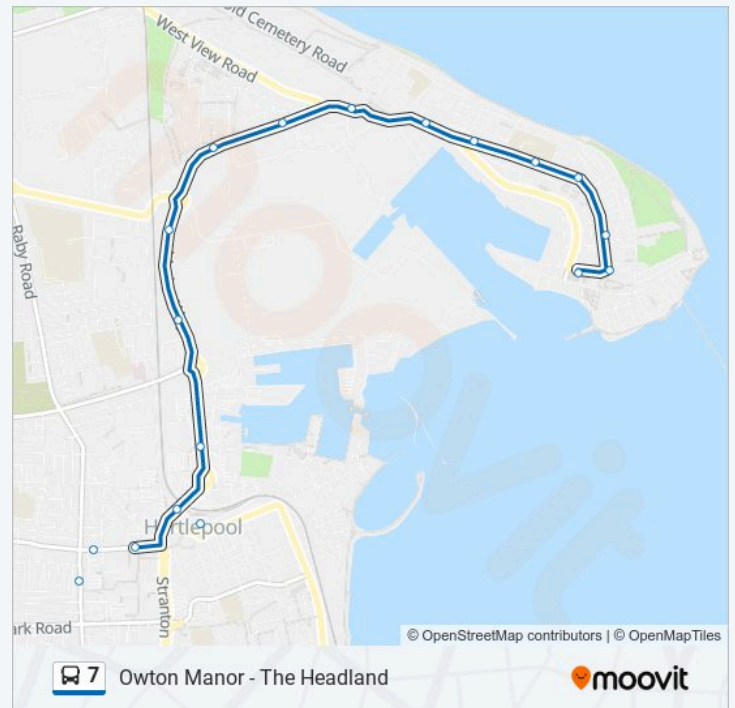 Old Cemetery Road
West View Road
Raby Road
Hartlepool
Stranton
ark Road
moovit
© OpenStreetMap contributors | © OpenMapTiles
7 Owton Manor - The Headland
moovit